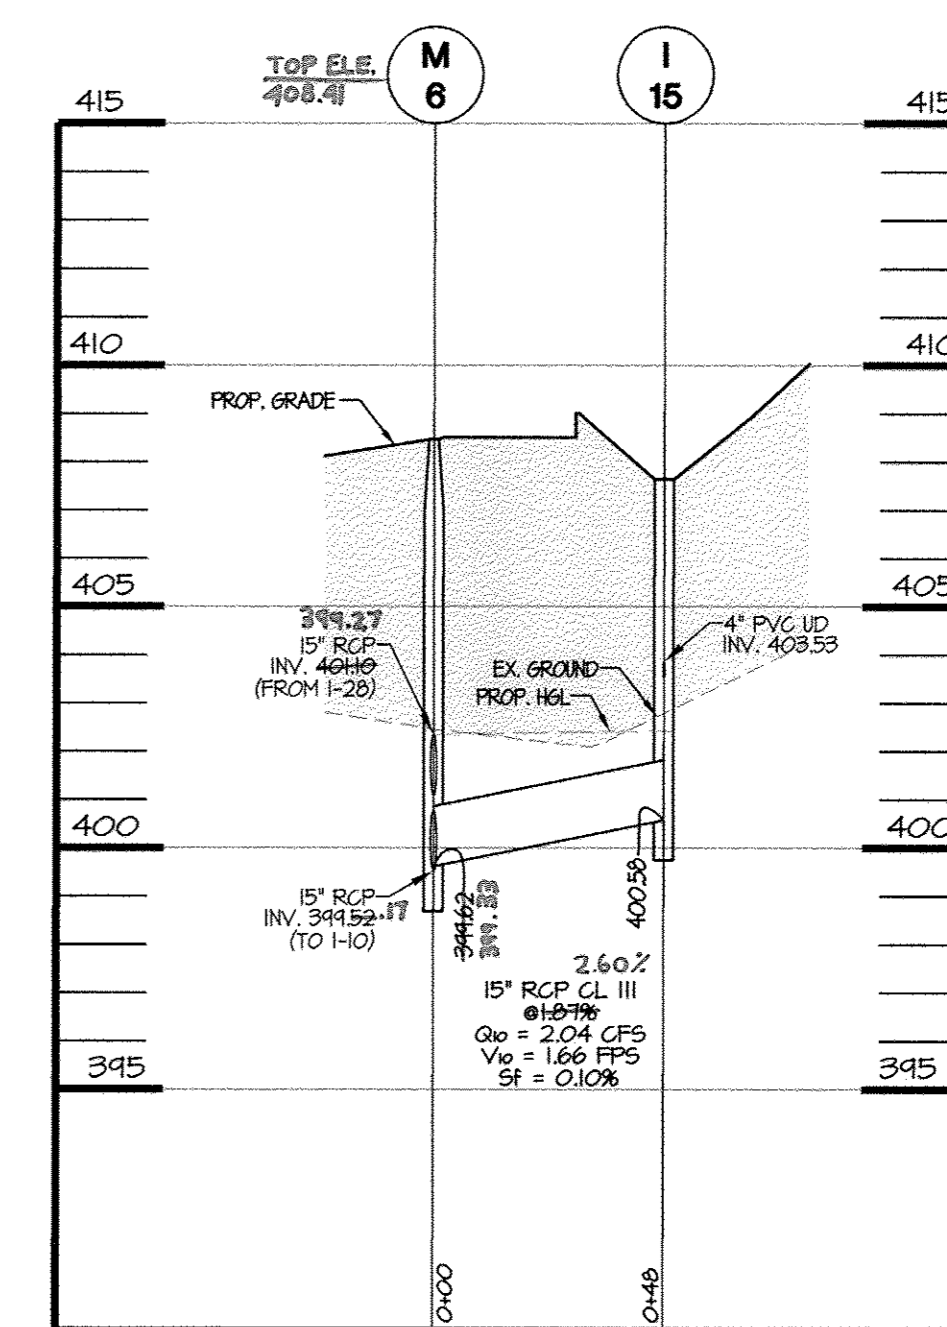 TOP ELE.
408.41
M
6
I
15
415
415
410
410
PROP. GRADE
405
405
399.27
15" RCP
INV. 401.10
(FROM I-28)
4" PVC UD
INV. 403.53
EX. GROUND
PROP. HGL
400
400
15" RCP
INV. 399.52 .17
(TO I-10)
399.62
399.33
400.58
2.60%
15" RCP CL III
@1.87%
Q10 = 2.04 CFS
V10 = 1.66 FPS
Sf = 0.10%
395
395
0+00
0+48